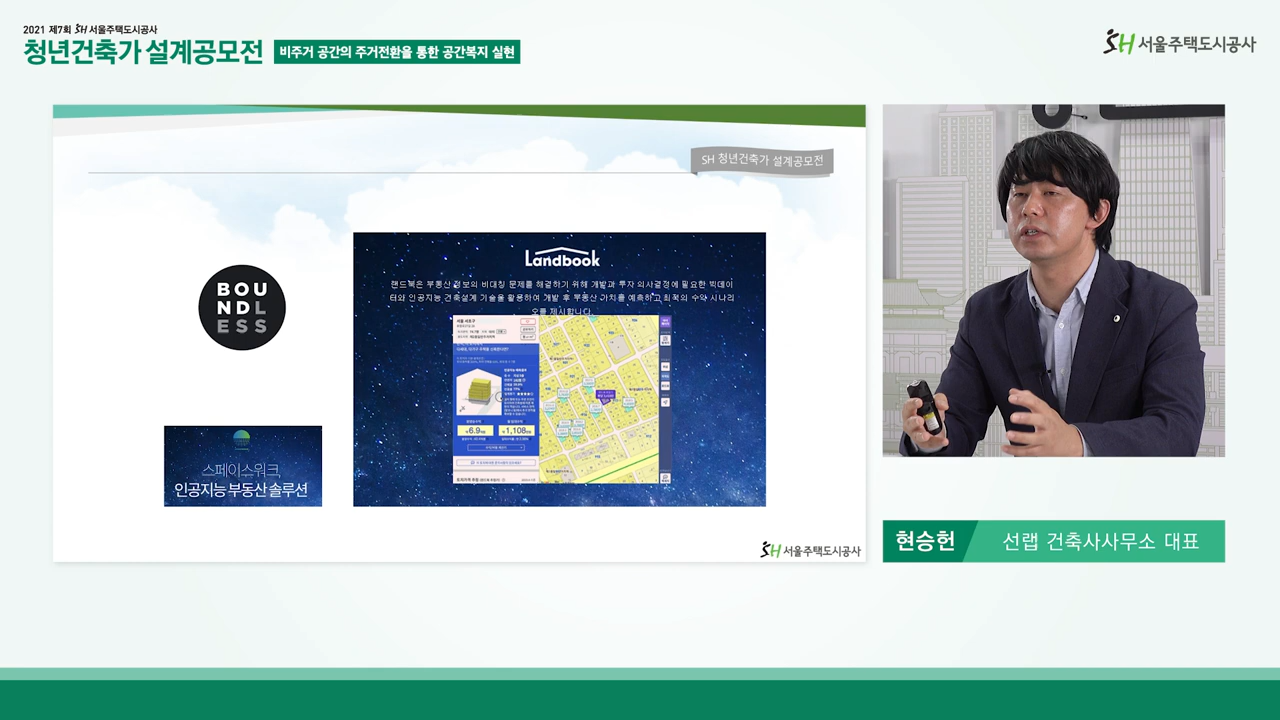 2021 제7회 SH 서울주택도시공사
청년건축가 설계공모전 비주거 공간의 주거전환을 통한 공간복지 실현
SH 서울주택도시공사
SH 청년건축가 설계공모전
BOU
NDL
ESS
Landbook
랜드북은 부동산 정보의 비대칭 문제를 해결하기 위해 개발과 투자 의사결정에 필요한 빅데이
터와 인공지능 건축설계 기술을 활용하여 개발 후 부동산 가치를 예측하고 최적의 수익 시나리
오를 제시합니다.
서울 서초구
6.9
1,108
스페이스워크
인공지능 부동산 솔루션
SH 서울주택도시공사
현승헌 선랩 건축사사무소 대표